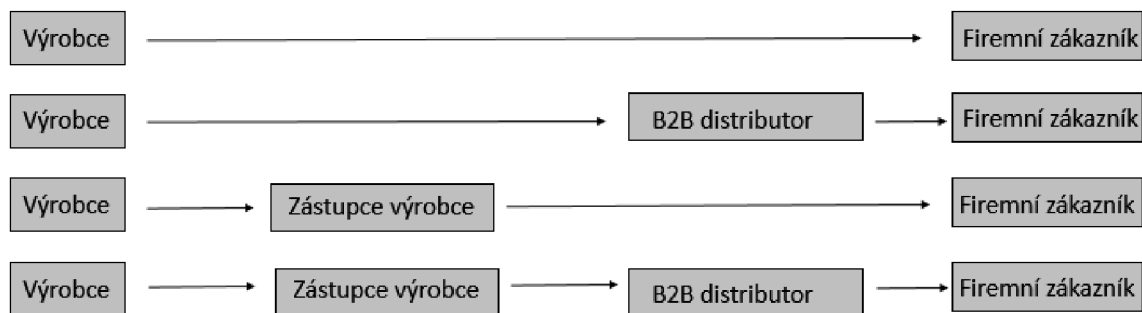 Výrobce Firemní zákazník
Výrobce B2B distributor Firemní zákazník
Výrobce Zástupce výrobce Firemní zákazník
Výrobce Zástupce výrobce B2B distributor Firemní zákazník